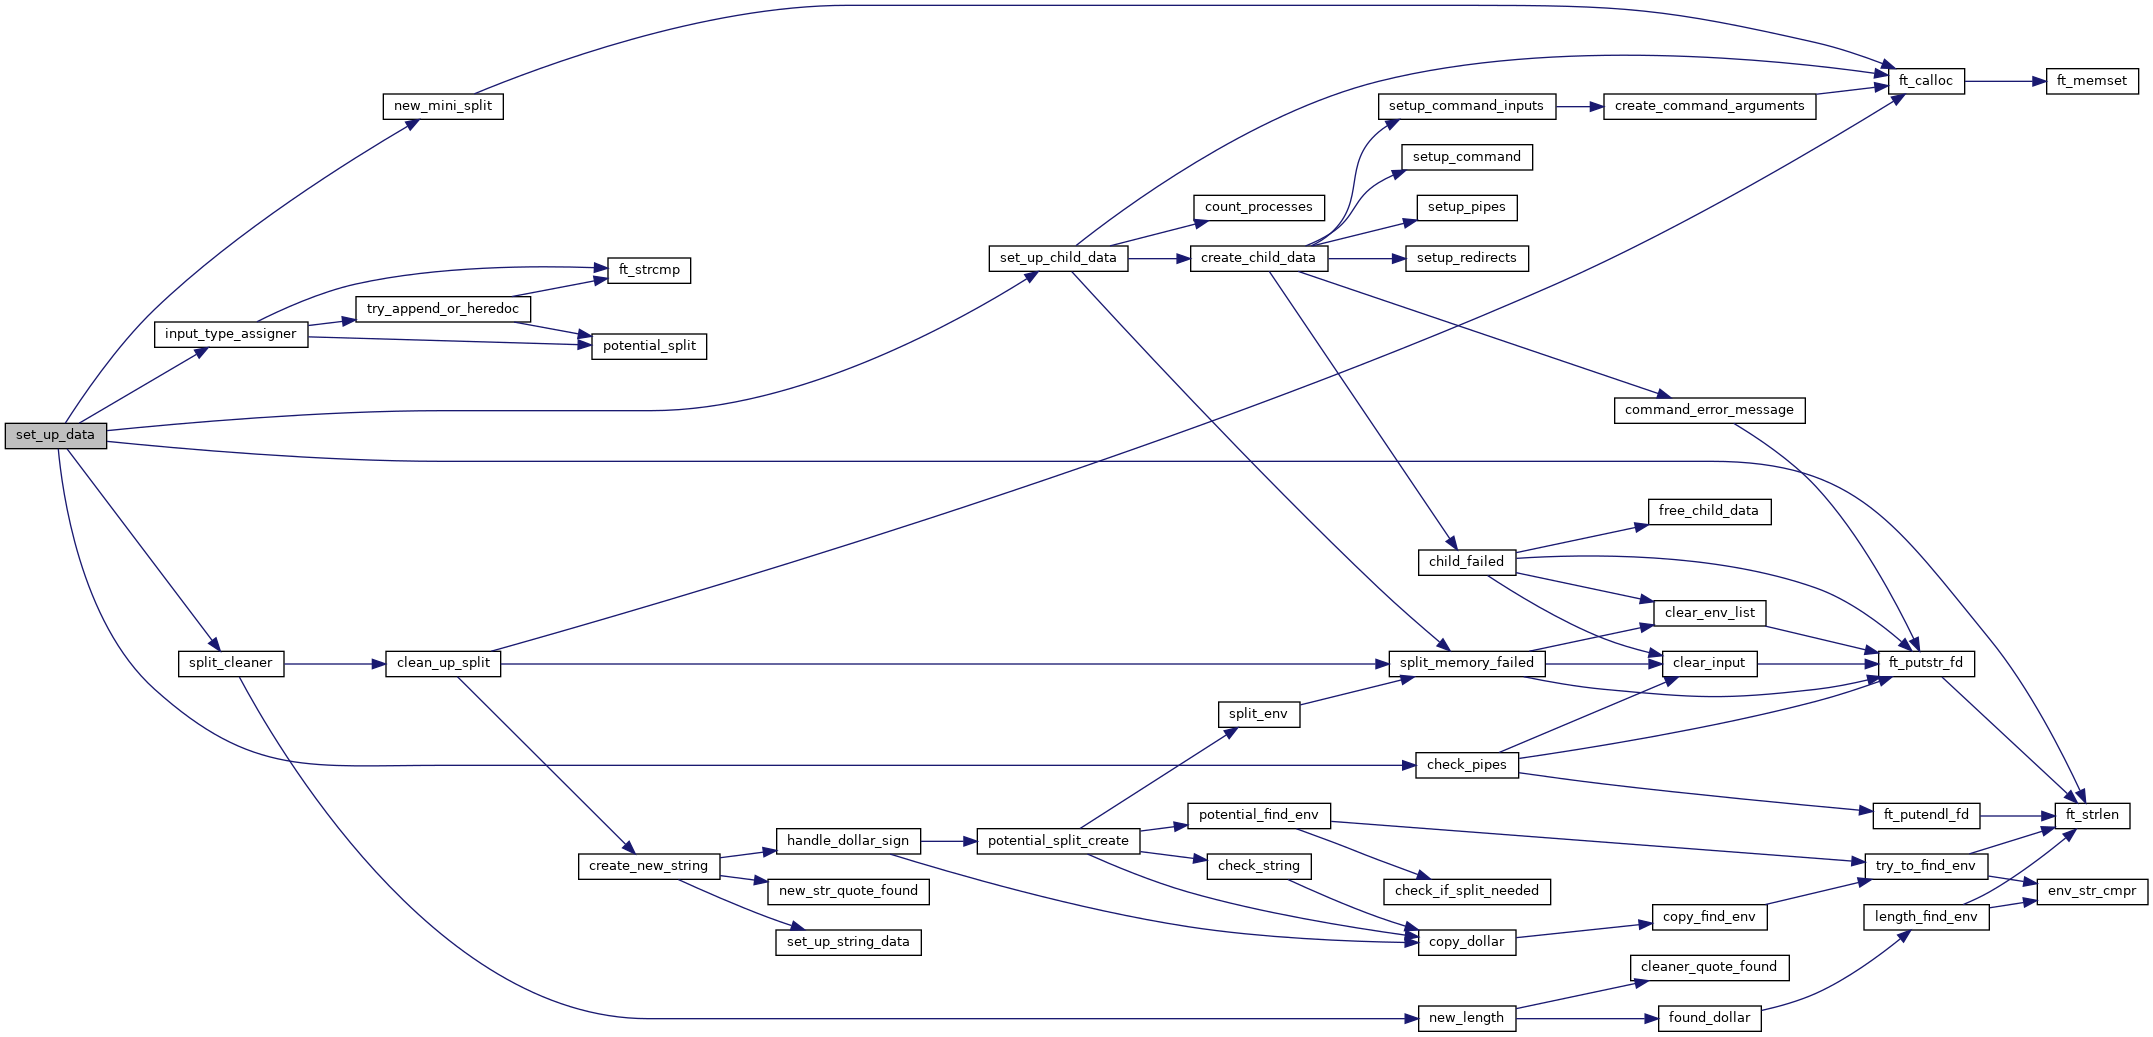 ft_calloc
ft_memset
new_mini_split
setup_command_inputs
create_command_arguments
setup_command
count_processes
setup_pipes
set_up_child_data
create_child_data
setup_redirects
ft_strcmp
try_append_or_heredoc
input_type_assigner
potential_split
command_error_message
set_up_data
free_child_data
child_failed
clear_env_list
split_cleaner
clean_up_split
split_memory_failed
clear_input
ft_putstr_fd
split_env
check_pipes
potential_find_env
ft_putendl_fd
ft_strlen
handle_dollar_sign
potential_split_create
create_new_string
check_string
try_to_find_env
new_str_quote_found
check_if_split_needed
env_str_cmpr
copy_find_env
length_find_env
set_up_string_data
copy_dollar
cleaner_quote_found
new_length
found_dollar